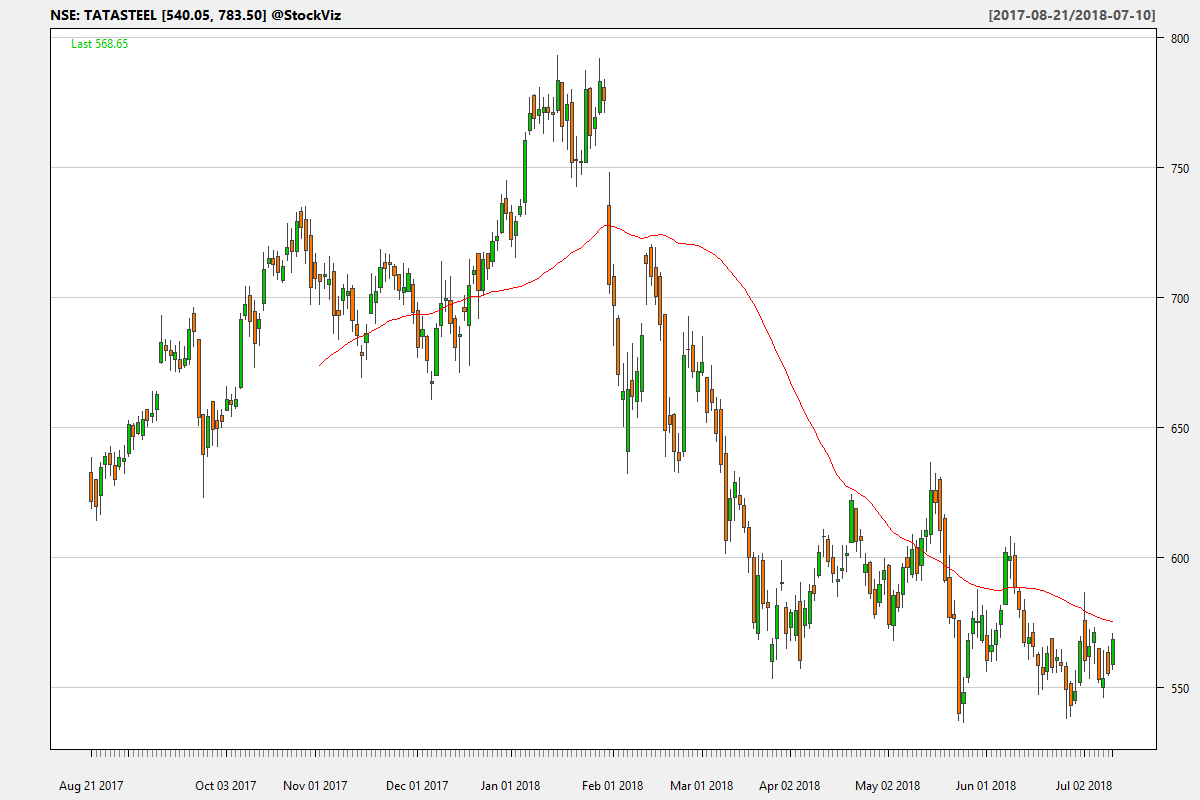 NSE: TATASTEEL [540.05, 783.50] @StockViz
[2017-08-21/2018-07-10]
Last 568.65
800
750
700
650
600
550
Aug 21 2017 Oct 03 2017 Nov 01 2017 Dec 01 2017 Jan 01 2018 Feb 01 2018 Mar 01 2018 Apr 02 2018 May 02 2018 Jun 01 2018 Jul 02 2018